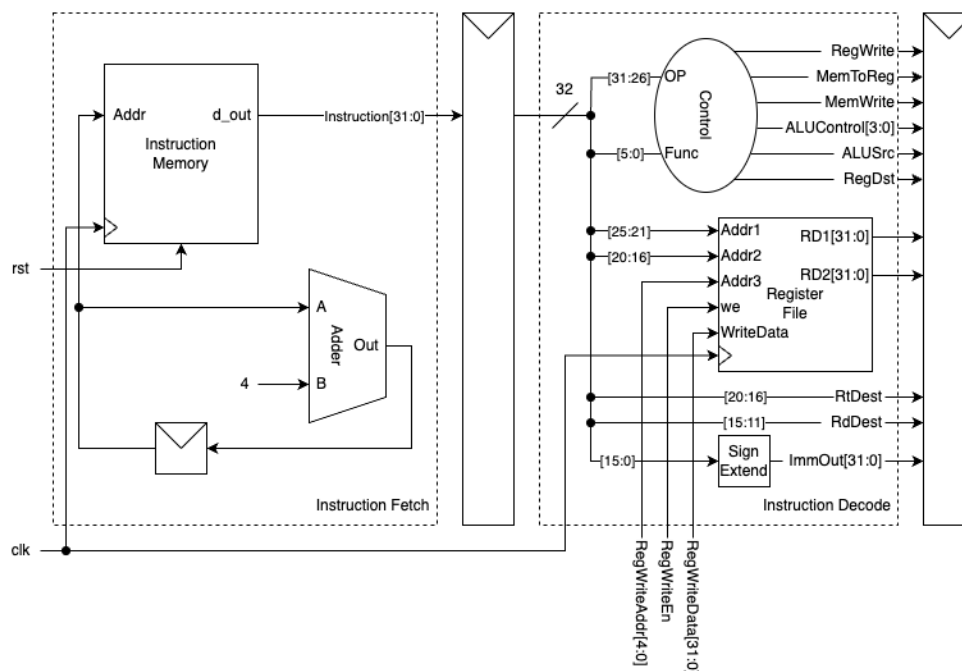 Addr
d_out
Instruction
Memory
Instruction[31:0]
rst
A
Adder
Out
4
B
Instruction Fetch
clk
32
[31:26]
OP
Control
[5:0]
Func
RegWrite
MemToReg
MemWrite
ALUControl[3:0]
ALUSrc
RegDst
[25:21]
Addr1
[20:16]
Addr2
Addr3
we
WriteData
Register
File
RD1[31:0]
RD2[31:0]
[20:16]
RtDest
[15:11]
RdDest
[15:0]
Sign
Extend
ImmOut[31:0]
Instruction Decode
RegWriteAddr[4:0]
RegWriteEn
RegWriteData[31:0]